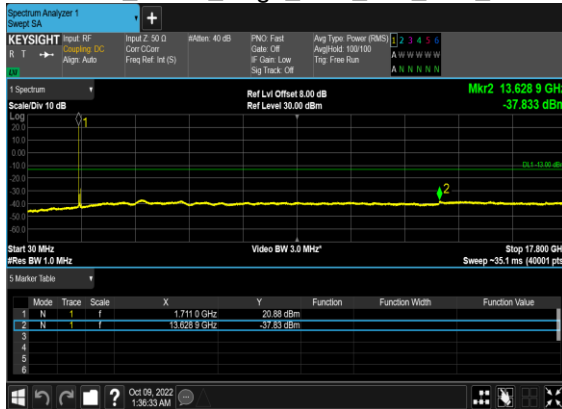 Spectrum Analyzer 1
Swept SA
+
KEYSIGHT Input: RF Input Z: 50 Ω #Atten: 40 dB PNO: Fast Avg Type: Power (RMS) 1 2 3 4 5 6
R T Coupling: DC Corr CCorr Gate: Off Avg|Hold: 100/100 A W W W W W
Align: Auto Freq Ref: Int (S) IF Gain: Low Trig: Free Run
Sig Track: Off A N N N N N
1 Spectrum Ref Lvl Offset 8.00 dB Mkr2 13.628 9 GHz
Scale/Div 10 dB Ref Level 30.00 dBm -37.833 dBm
Log
20.0 1
10.0
0.00
-10.0 DL1 -13.00 dBm
-20.0
-30.0 2
-40.0
-50.0
-60.0
Start 30 MHz Video BW 3.0 MHz* Stop 17.800 GHz
#Res BW 1.0 MHz Sweep ~35.1 ms (40001 pts)
5 Marker Table
Mode Trace Scale X Y Function Function Width Function Value
1 N 1 f 1.711 0 GHz 20.88 dBm
2 N 1 f 13.628 9 GHz -37.83 dBm
3
4
5
6
? Oct 09, 2022
1:36:33 AM